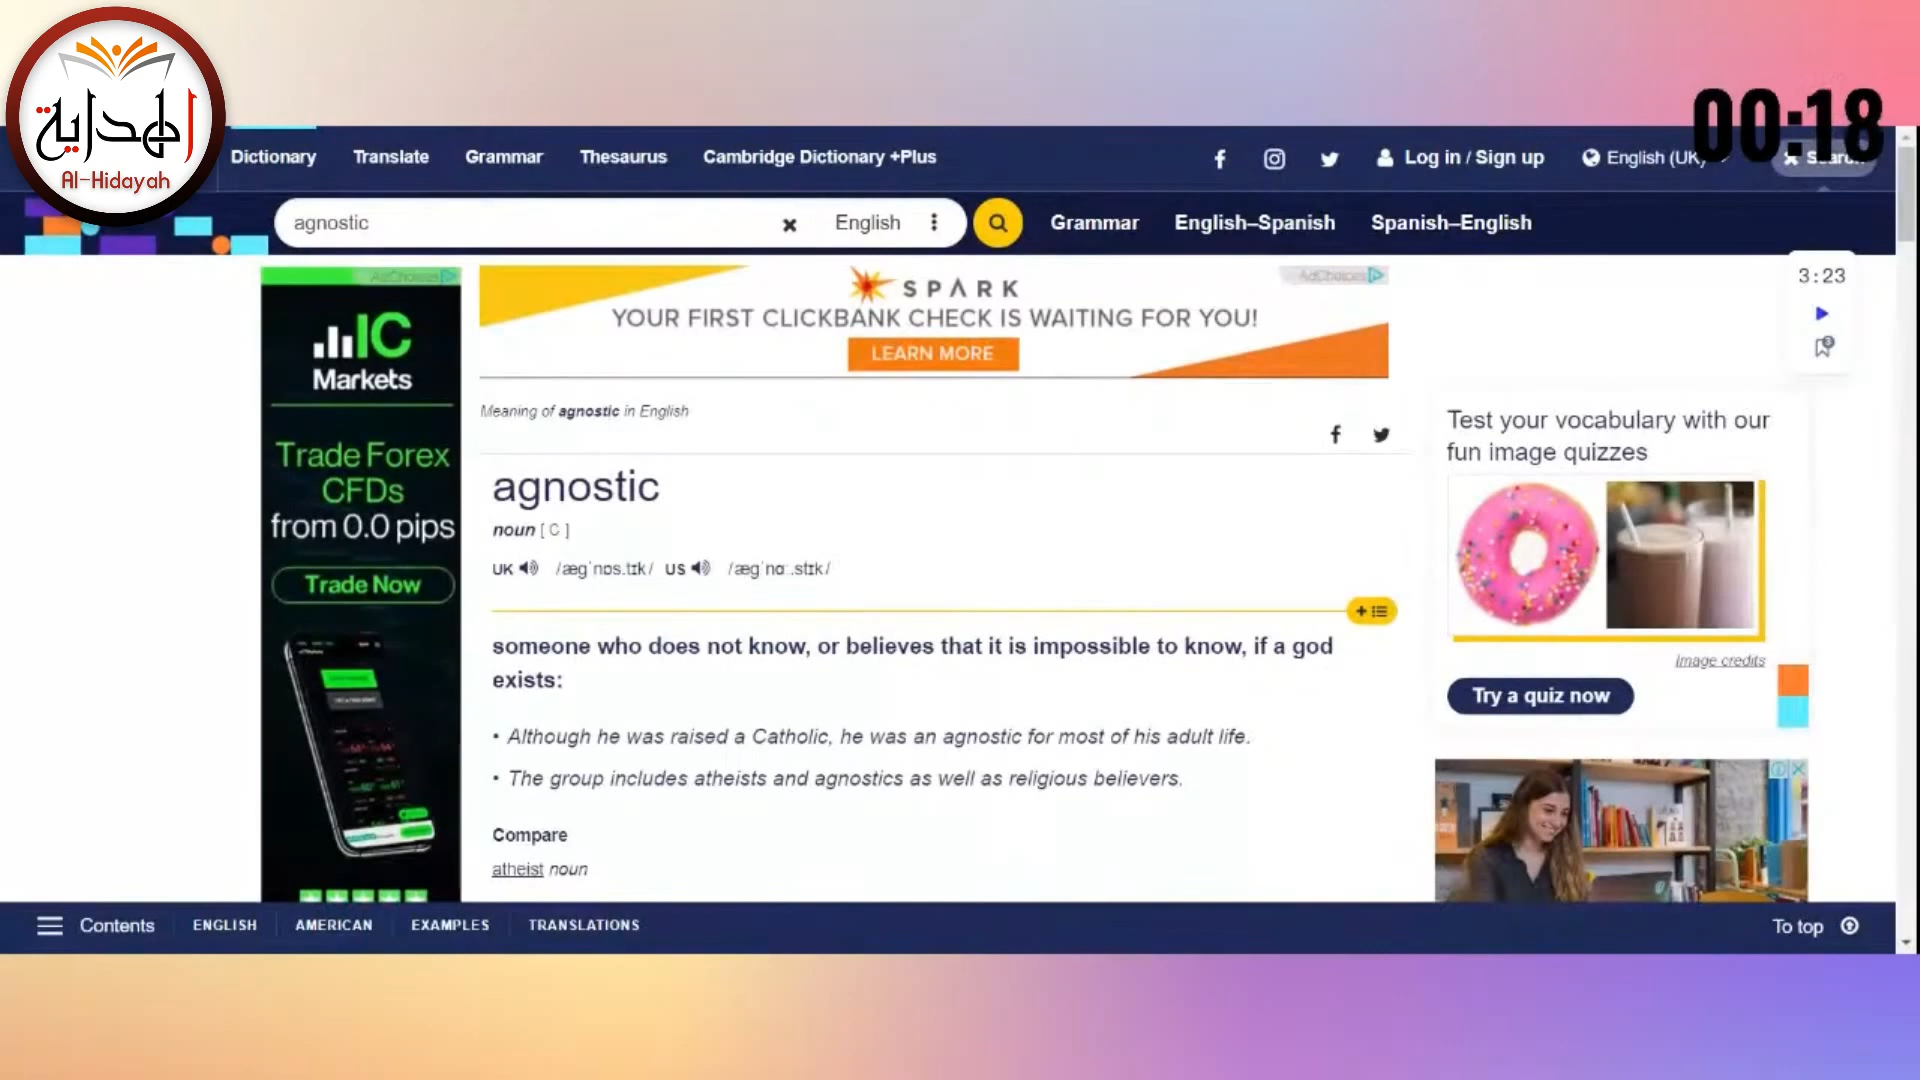 الهداية
Al-Hidayah
00:18
Dictionary Translate Grammar Thesaurus Cambridge Dictionary +Plus
Log in / Sign up English (UK)
agnostic English Grammar English–Spanish Spanish–English
AdChoices
IC
Markets
Trade Forex
CFDs
from 0.0 pips
Trade Now
AdChoices
SPARK
YOUR FIRST CLICKBANK CHECK IS WAITING FOR YOU!
LEARN MORE
3:23
Meaning of agnostic in English
agnostic
noun [ C ]
UK /æɡˈnɒs.tɪk/ US /æɡˈnɑː.stɪk/
someone who does not know, or believes that it is impossible to know, if a god
exists:
• Although he was raised a Catholic, he was an agnostic for most of his adult life.
• The group includes atheists and agnostics as well as religious believers.
Compare
atheist noun
Test your vocabulary with our
fun image quizzes
Image credits
Try a quiz now
Contents ENGLISH AMERICAN EXAMPLES TRANSLATIONS
To top